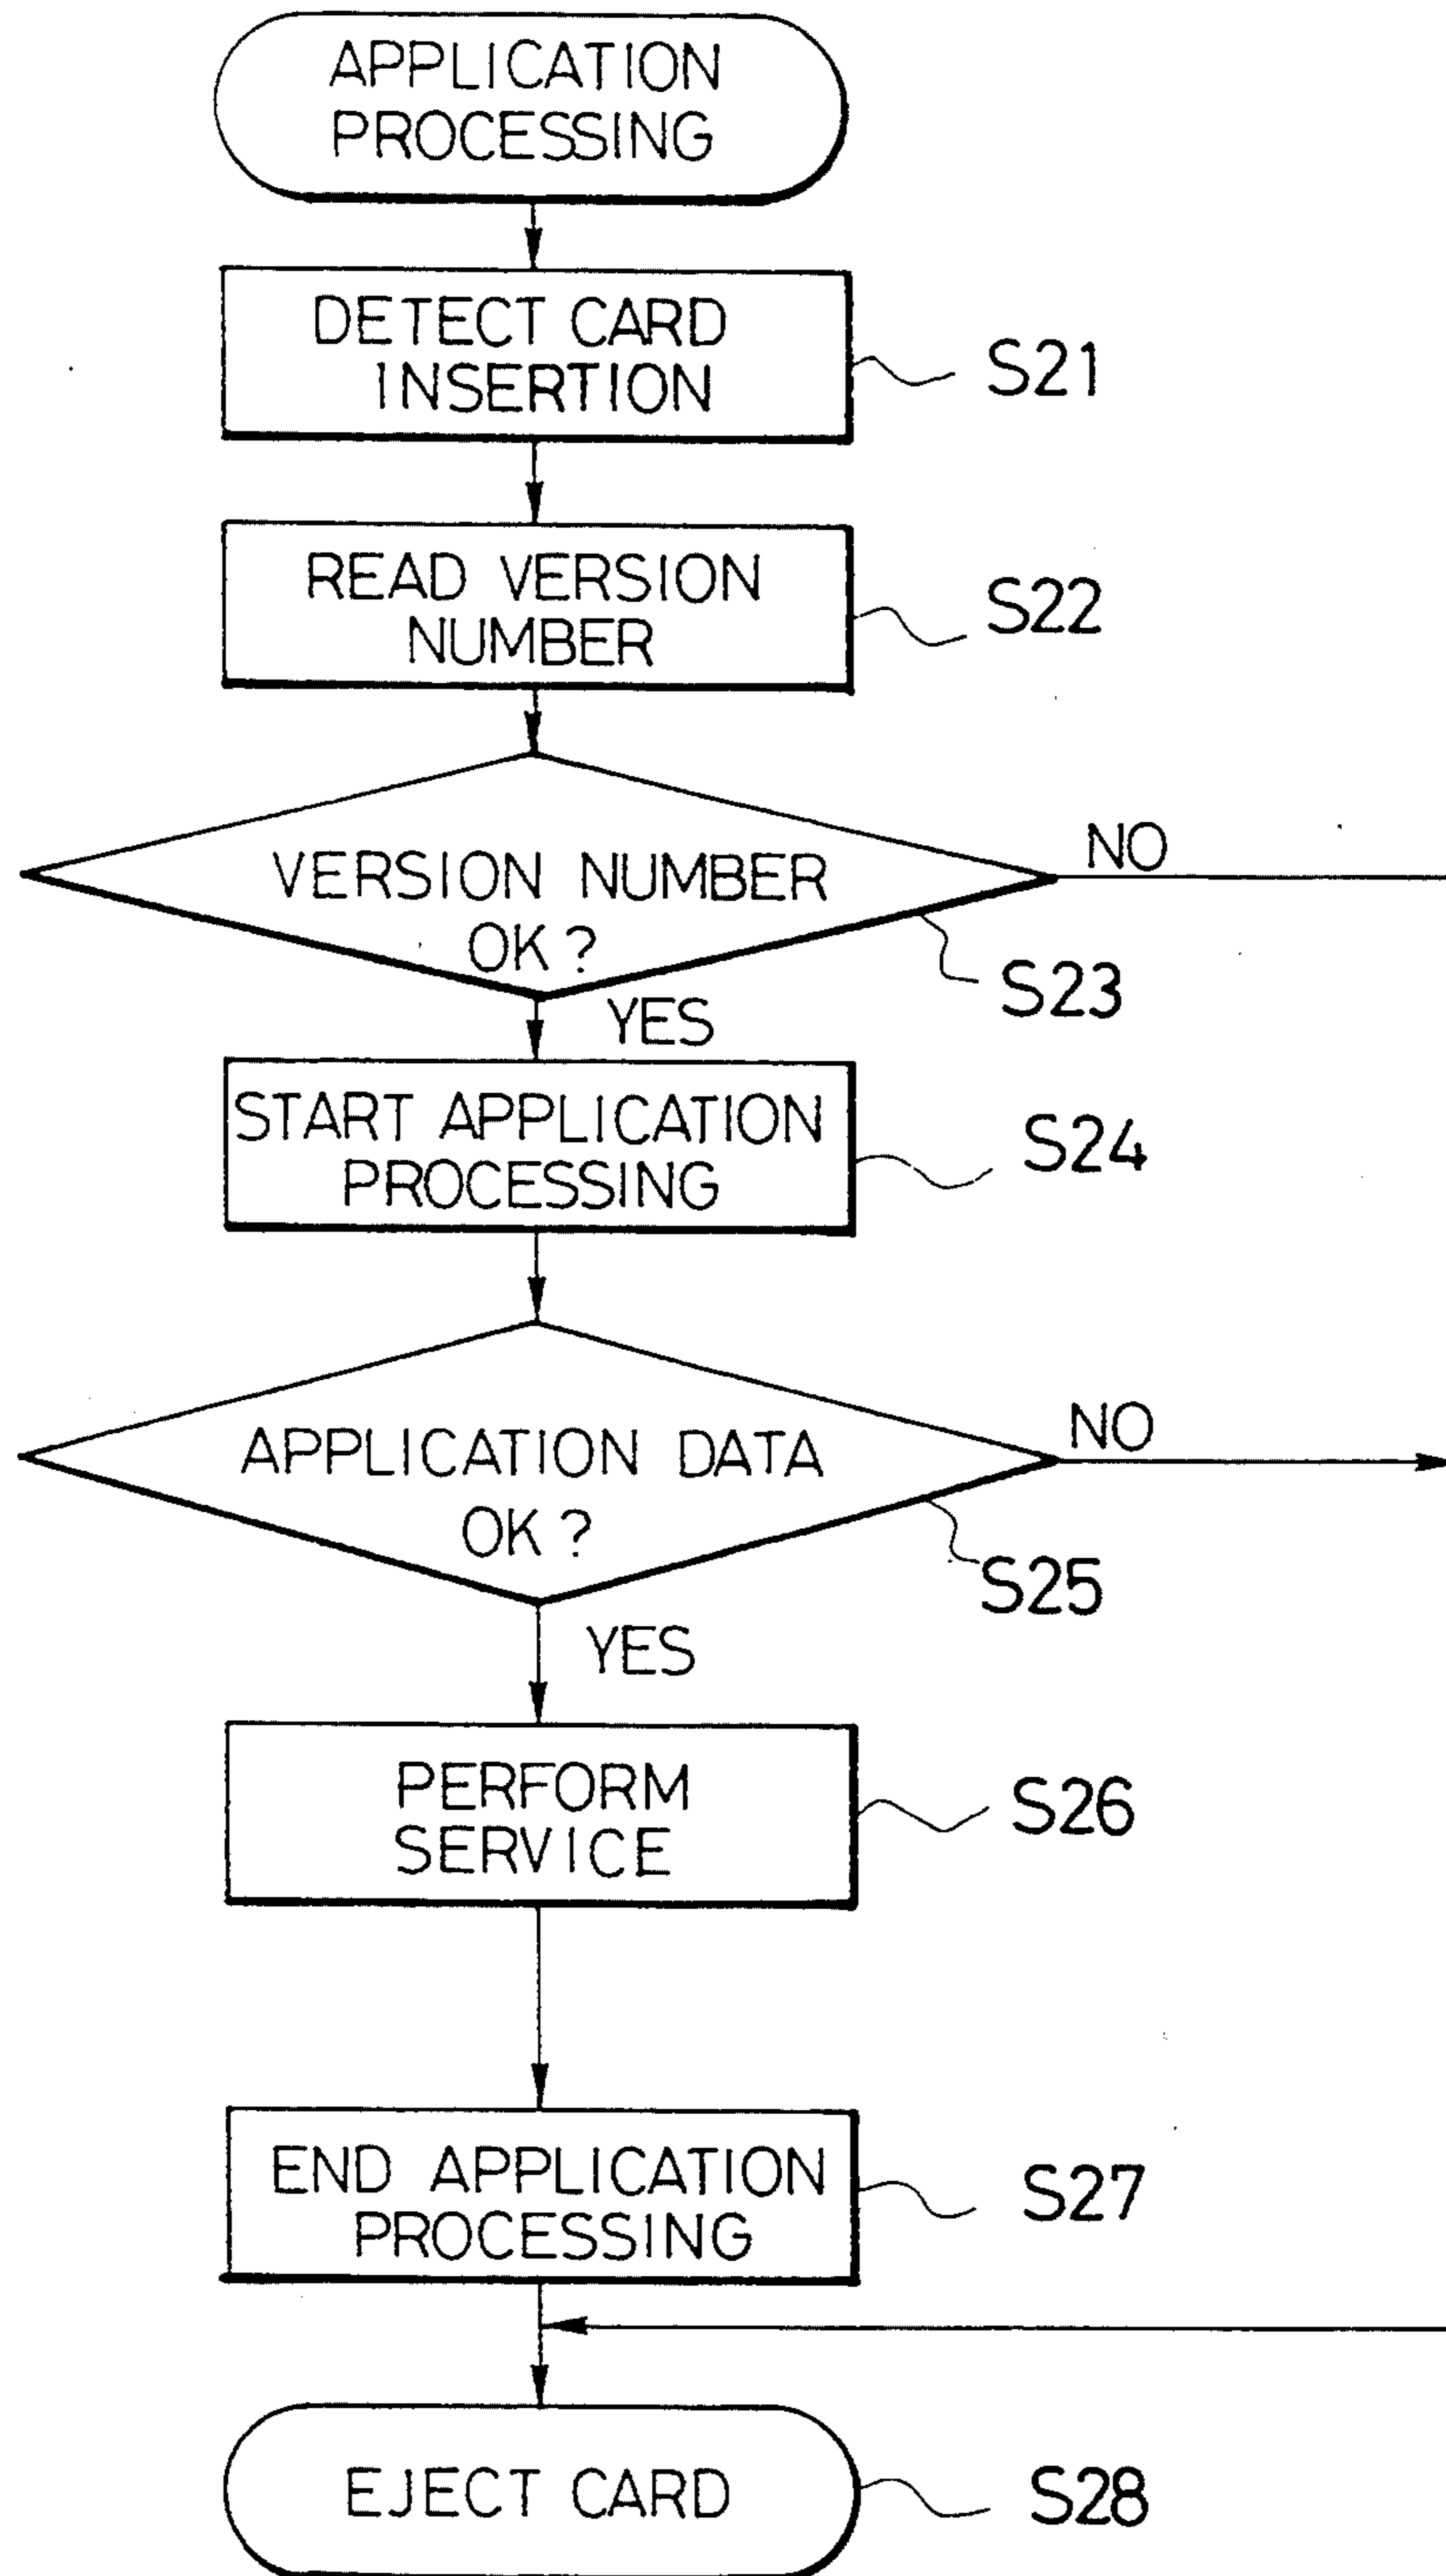 APPLICATION
PROCESSING
DETECT CARD
INSERTION
S21
READ VERSION
NUMBER
S22
VERSION NUMBER
OK?
NO
S23
YES
START APPLICATION
PROCESSING
S24
APPLICATION DATA
OK?
NO
S25
YES
PERFORM
SERVICE
S26
END APPLICATION
PROCESSING
S27
EJECT CARD
S28